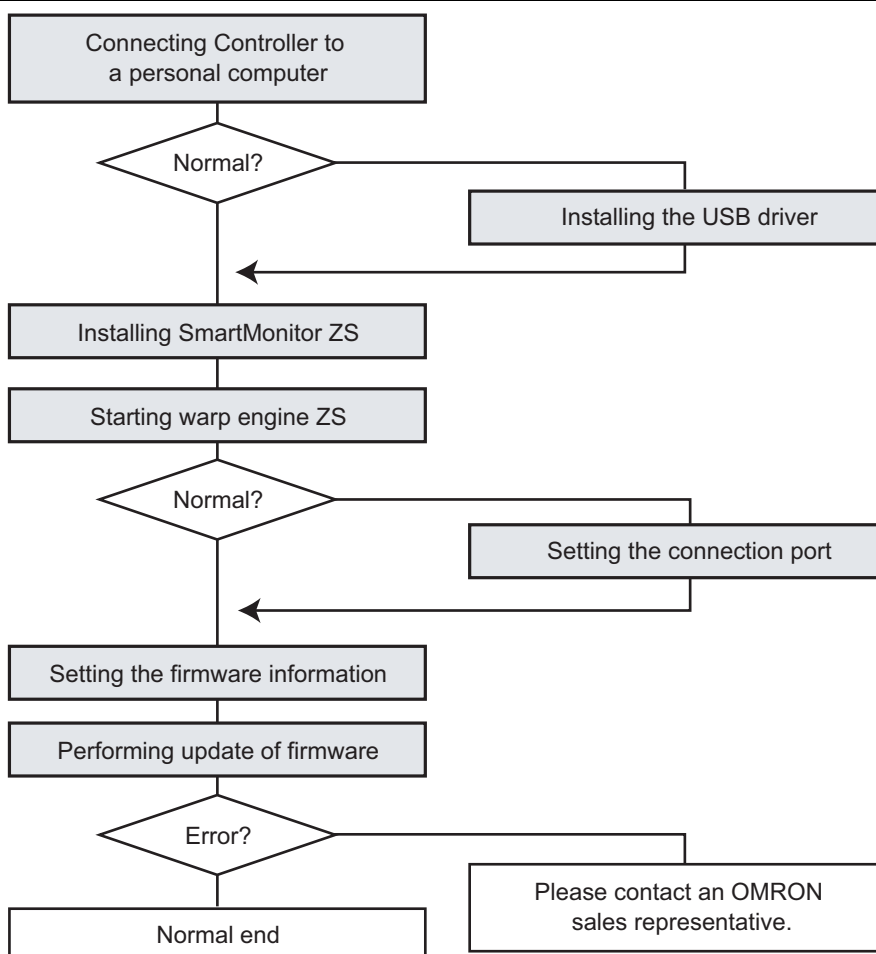 Connecting Controller to
a personal computer
Normal?
Installing the USB driver
Installing SmartMonitor ZS
Starting warp engine ZS
Normal?
Setting the connection port
Setting the firmware information
Performing update of firmware
Error?
Please contact an OMRON
sales representative.
Normal end